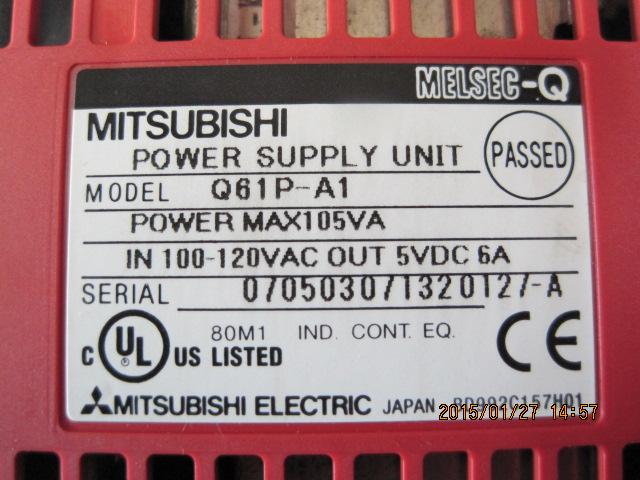 MELSEC-Q
MITSUBISHI
POWER SUPPLY UNIT
PASSED
MODEL Q61P-A1
POWER MAX105VA
IN 100-120VAC OUT 5VDC 6A
SERIAL 070503071320127-A
C UL US LISTED 80M1 IND. CONT. EQ. CE
MITSUBISHI ELECTRIC JAPAN BD992C157H01
2015/01/27 14:57